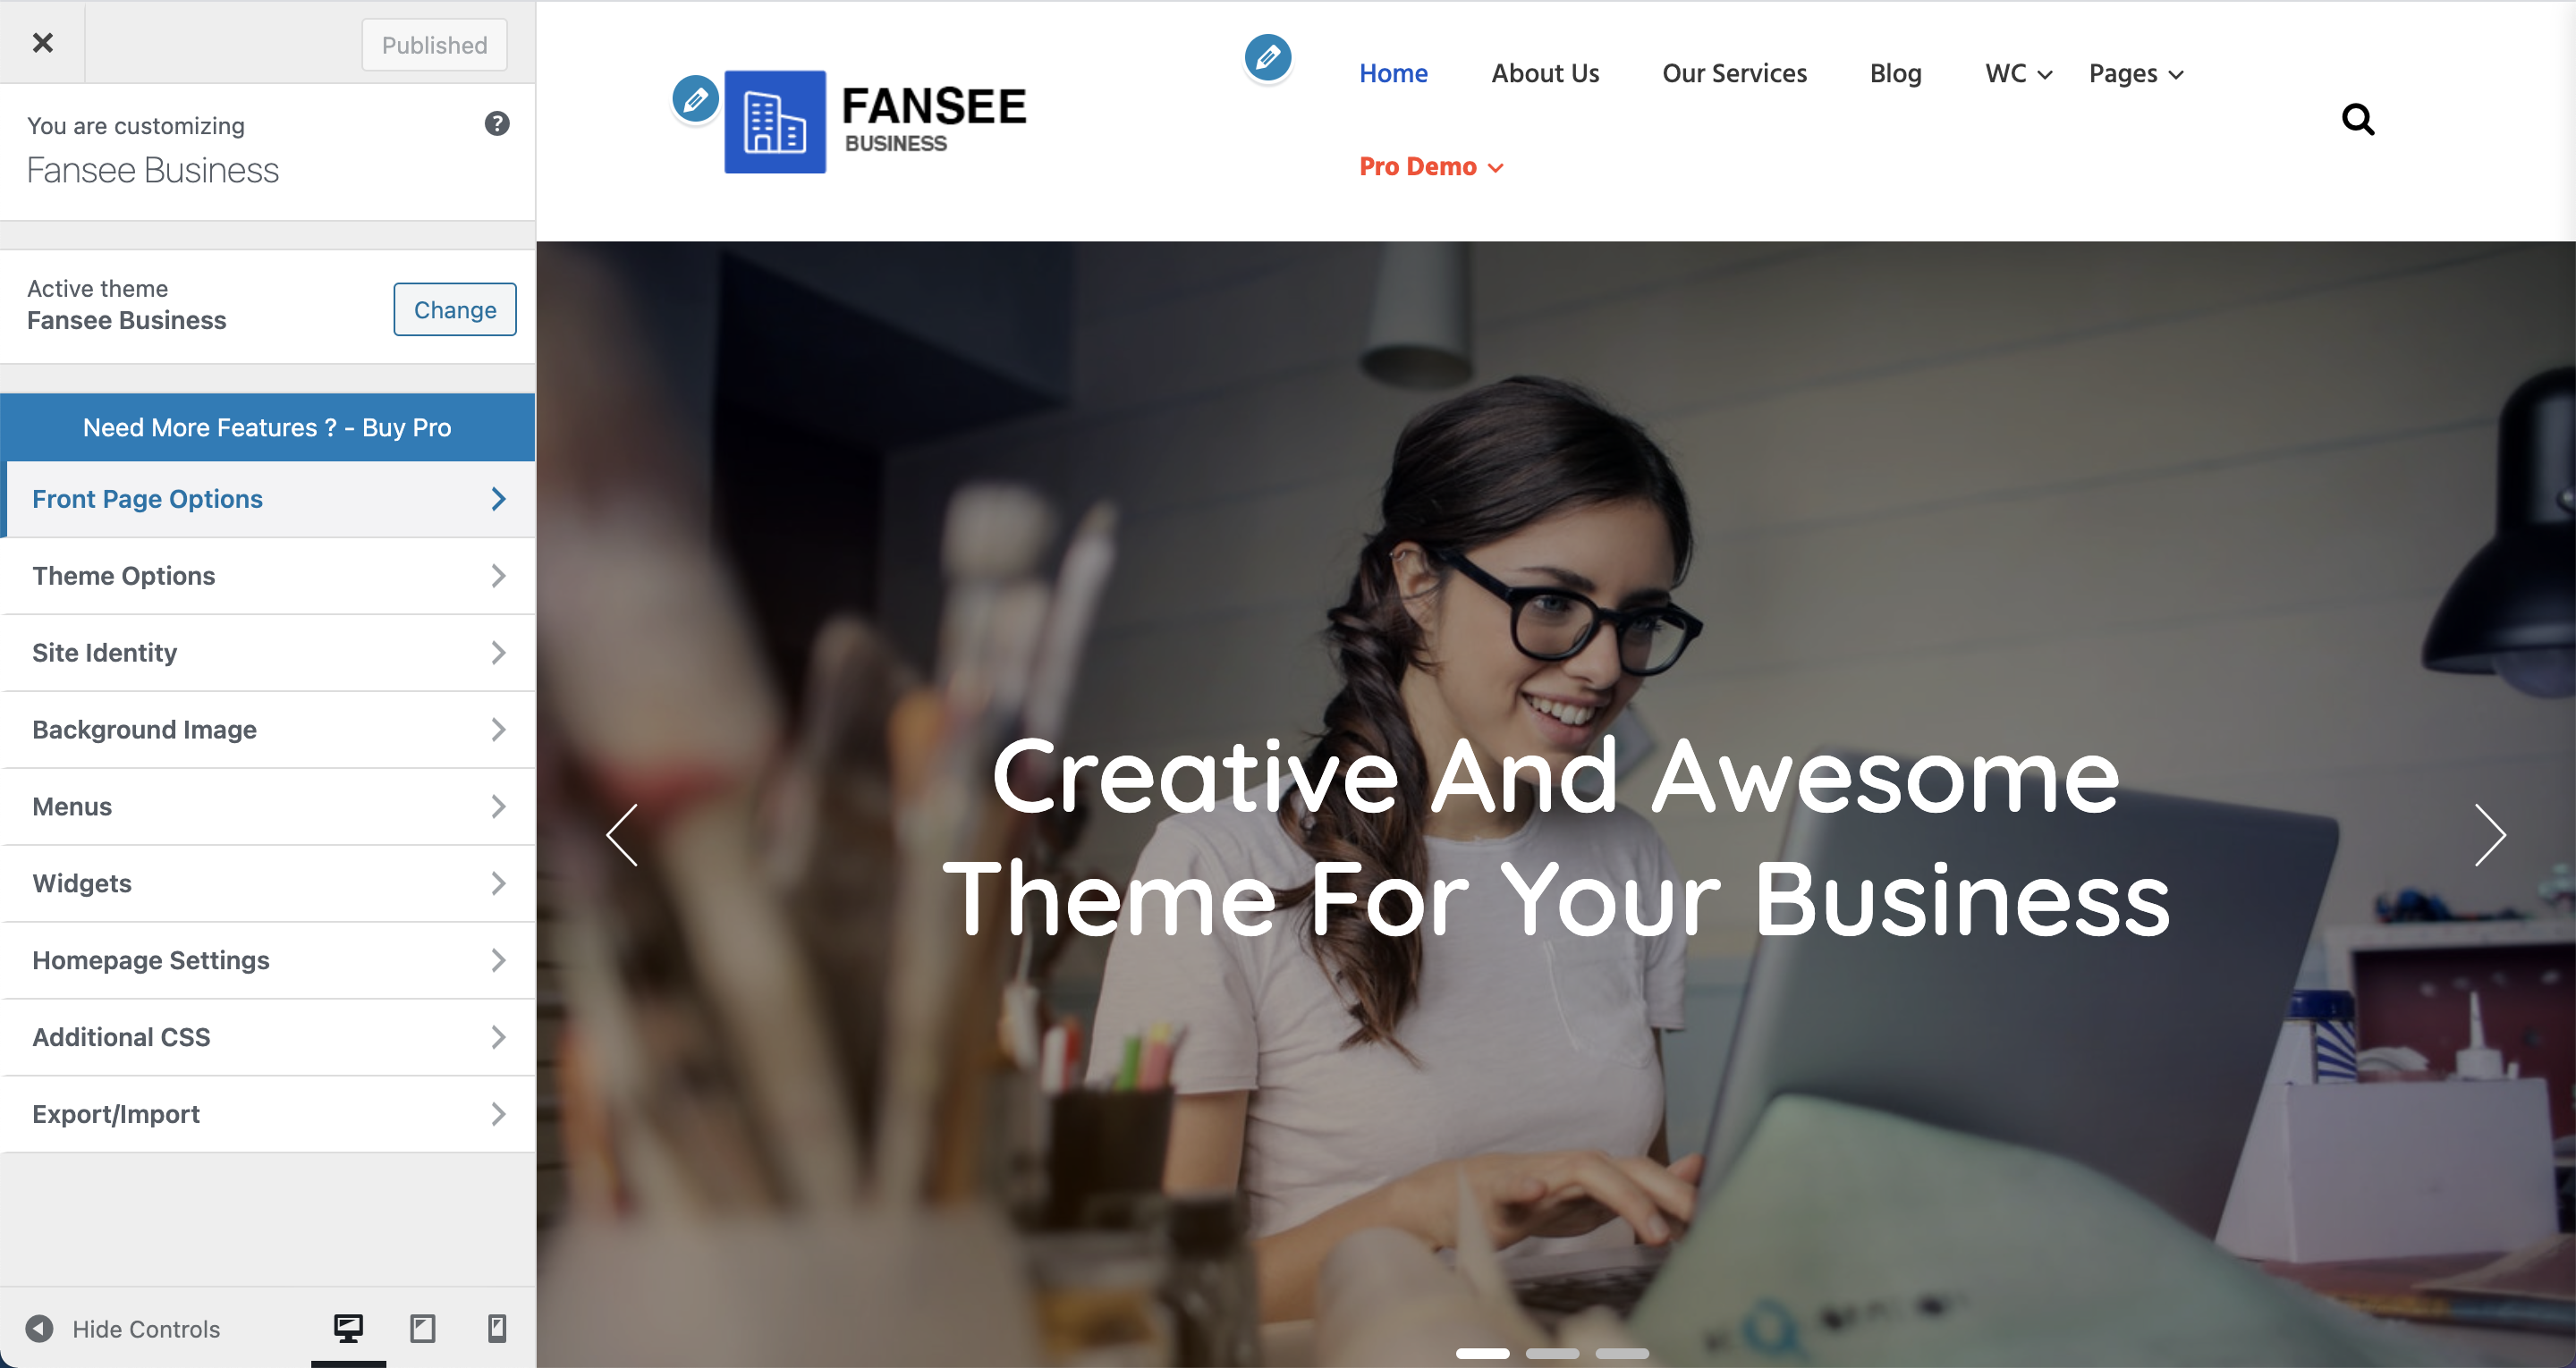 Published
You are customizing
Fansee Business
Active theme
Fansee Business
Change
Need More Features ? - Buy Pro
Front Page Options
Theme Options
Site Identity
Background Image
Menus
Widgets
Homepage Settings
Additional CSS
Export/Import
Hide Controls
FANSEE
BUSINESS
Home About Us Our Services Blog WC Pages
Pro Demo
Creative And Awesome
Theme For Your Business